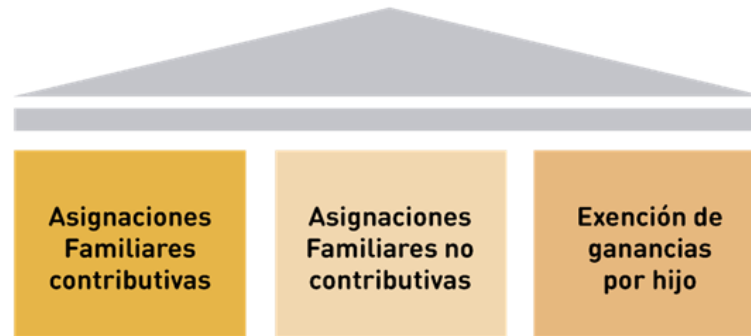 Asignaciones
Familiares
contributivas
Asignaciones
Familiares no
contributivas
Exención de
ganancias
por hijo